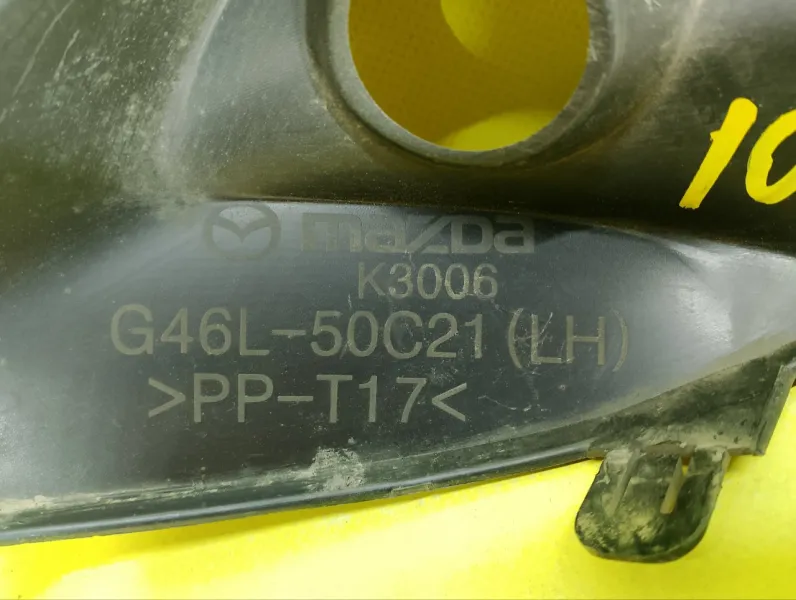 mazda
K3006
G46L-50C21(LH)
>PP-T17<
10